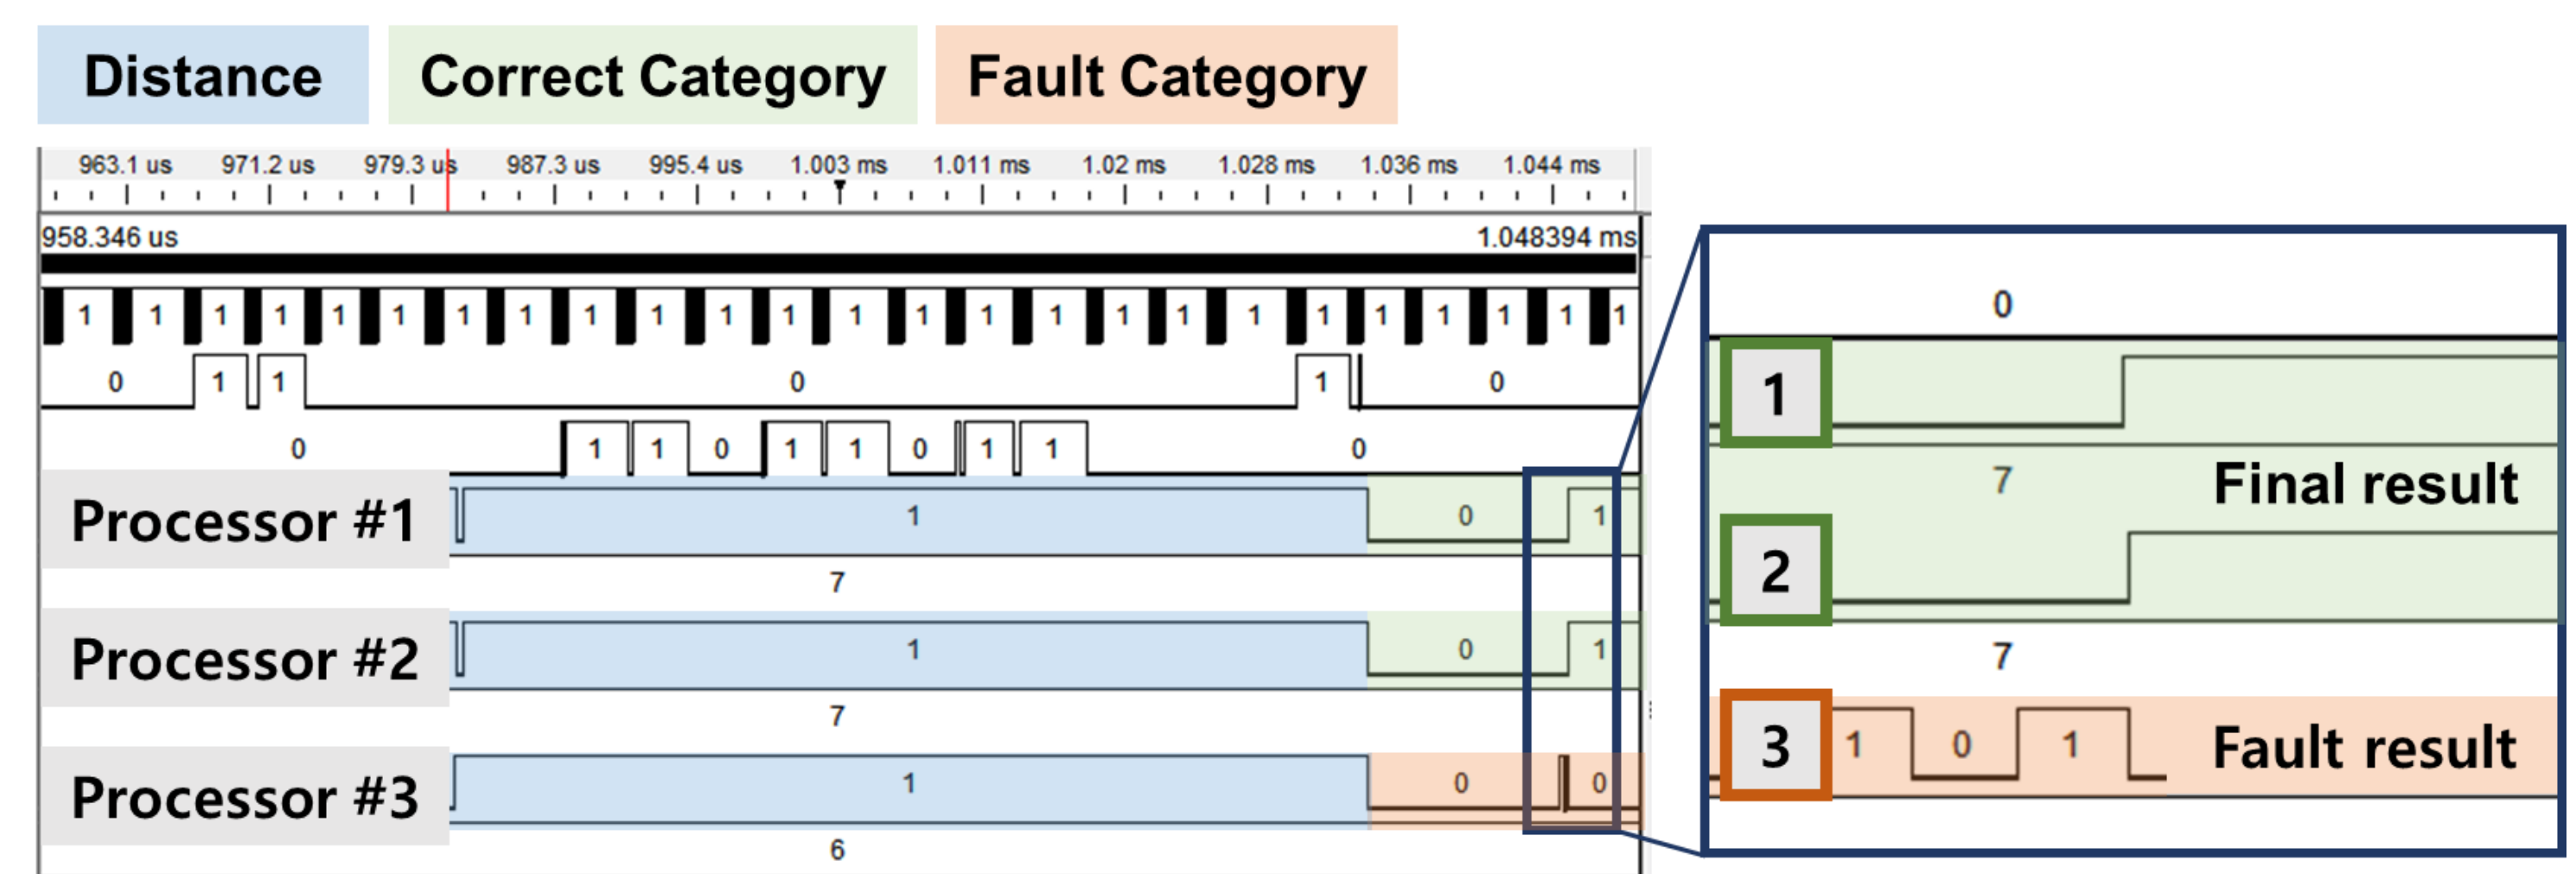 Distance Correct Category Fault Category
963.1 us 971.2 us 979.3 us 987.3 us 995.4 us 1.003 ms 1.011 ms 1.02 ms 1.028 ms 1.036 ms 1.044 ms
958.346 us 1.048394 ms
1 1 1 1 1 1 1 1 1 1 1 1 1 1 1 1 1 1 1 1 1 1 1 1 1
0 1 1 0 1 0
0 1 1 0 1 1 0 1 1 0
Processor #1 1 0 1
7
Processor #2 1 0 1
7
Processor #3 1 0 0
6
0
1
7 Final result
2
7
3 1 0 1 Fault result